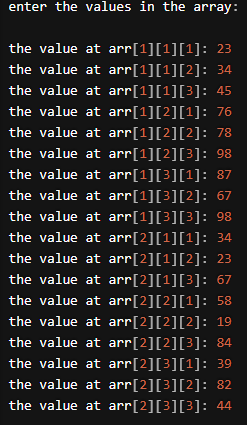 enter the values in the array:
the value at arr[1][1][1]: 23
the value at arr[1][1][2]: 34
the value at arr[1][1][3]: 45
the value at arr[1][2][1]: 76
the value at arr[1][2][2]: 78
the value at arr[1][2][3]: 98
the value at arr[1][3][1]: 87
the value at arr[1][3][2]: 67
the value at arr[1][3][3]: 98
the value at arr[2][1][1]: 34
the value at arr[2][1][2]: 23
the value at arr[2][1][3]: 67
the value at arr[2][2][1]: 58
the value at arr[2][2][2]: 19
the value at arr[2][2][3]: 84
the value at arr[2][3][1]: 39
the value at arr[2][3][2]: 82
the value at arr[2][3][3]: 44